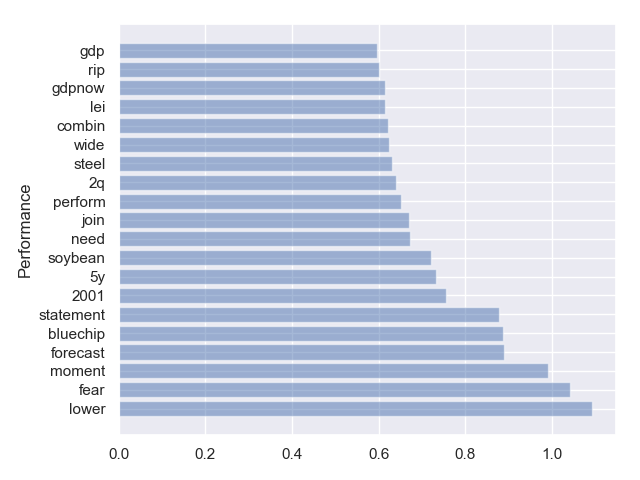 gdp
rip
gdpnow
lei
combin
wide
steel
2q
perform
join
need
soybean
5y
2001
statement
bluechip
forecast
moment
fear
lower
Performance
0.0 0.2 0.4 0.6 0.8 1.0